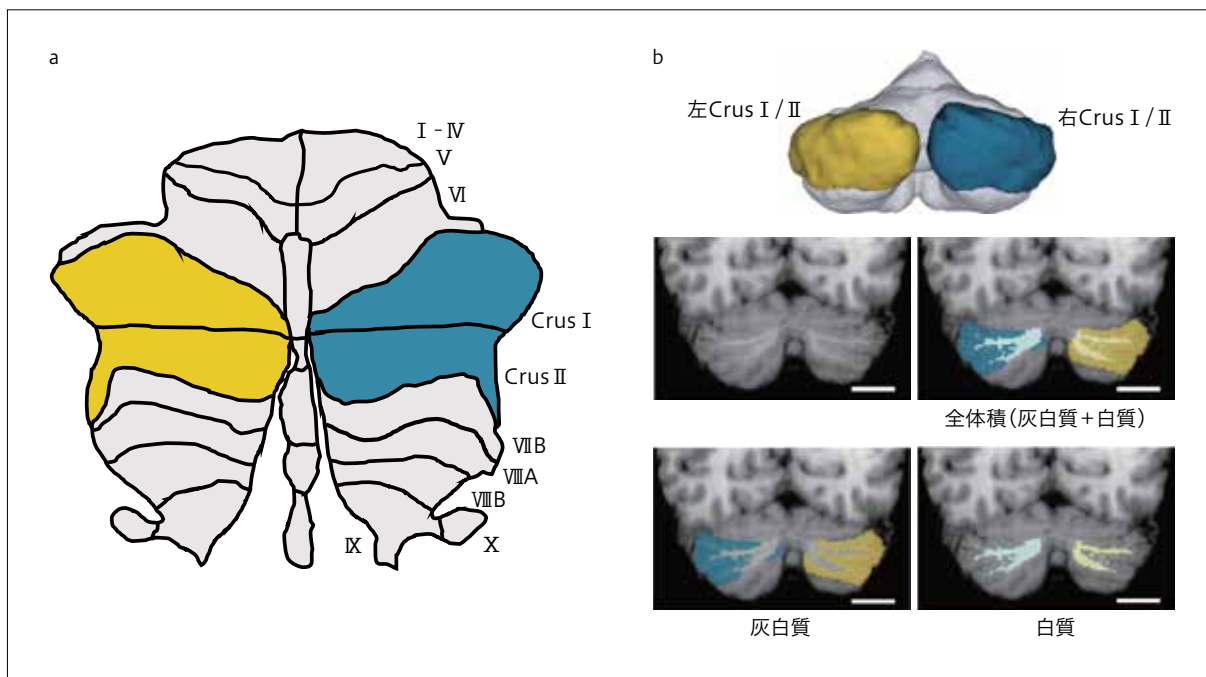 a
Ⅰ-Ⅳ
Ⅴ
Ⅵ
Crus Ⅰ
Crus Ⅱ
ⅦB
ⅧA
ⅧB
Ⅸ
Ⅹ
b
左Crus Ⅰ/Ⅱ
右Crus Ⅰ/Ⅱ
全体積(灰白質+白質)
灰白質
白質